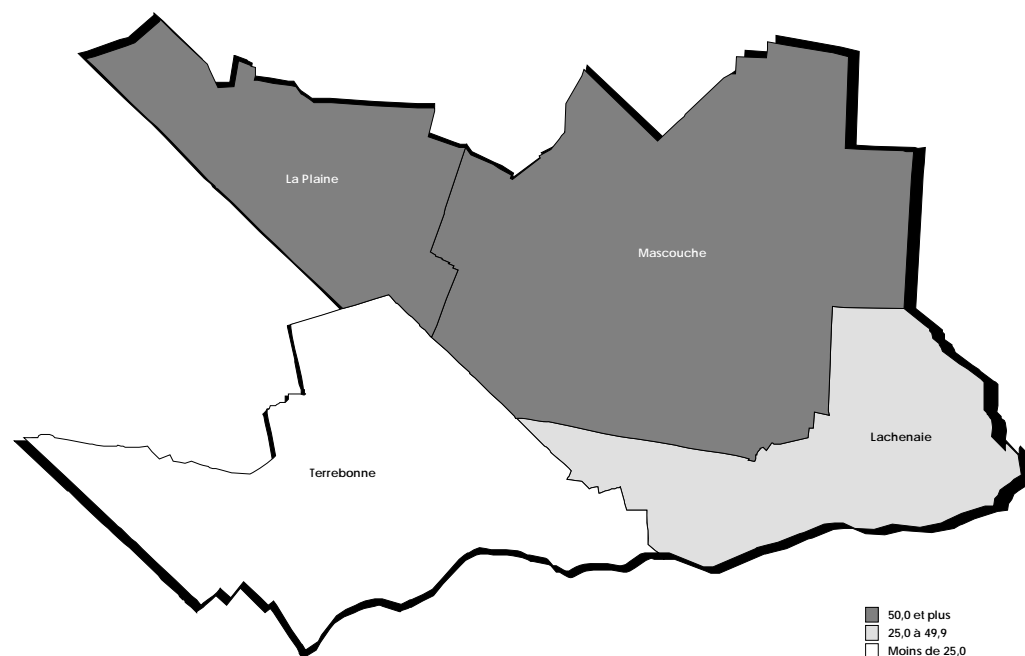 La Plaine
Mascouche
Lachenaie
Terrebonne
50,0 et plus
25,0 à 49,9
Moins de 25,0